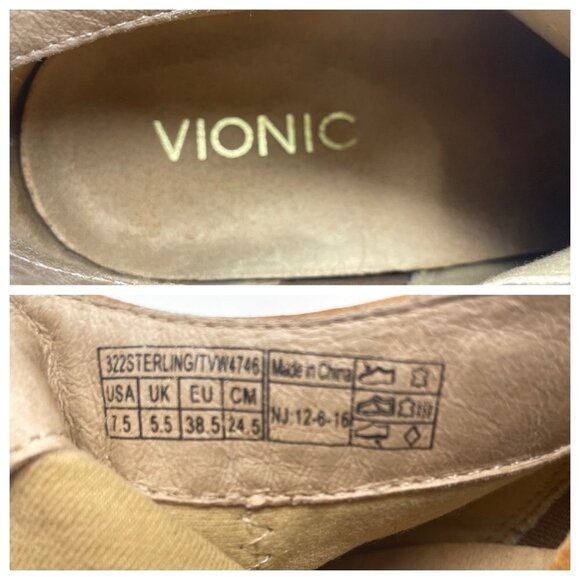 VIONIC
322STERLING/TVW4746 Made in China
USA UK EU CM
7.5 5.5 38.5 24.5 NJ: 12-6-16